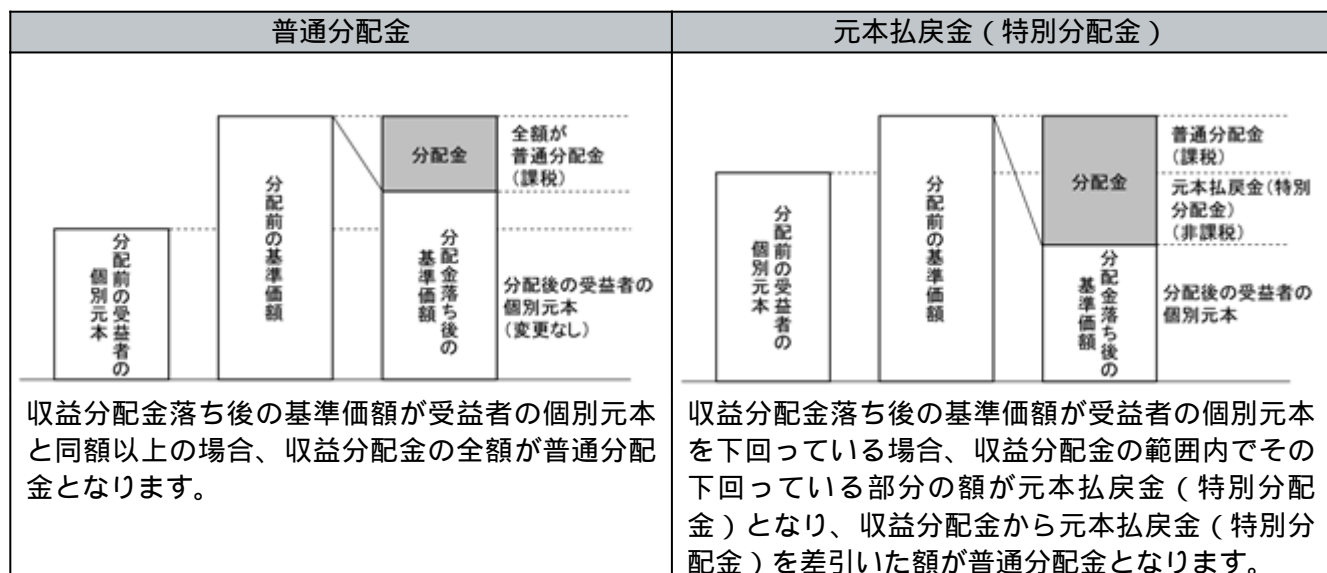 普通分配金
分配前の受益者の
個別元本
分配前の基準価額
分配金
分配金落ち後の
基準価額
全額が
普通分配金
(課税)
分配後の受益者の
個別元本
(変更なし)
収益分配金落ち後の基準価額が受益者の個別元本
と同額以上の場合、収益分配金の全額が普通分配
金となります。
元本払戻金(特別分配金)
分配前の受益者の
個別元本
分配前の基準価額
分配金
分配金落ち後の
基準価額
普通分配金
(課税)
元本払戻金(特別
分配金)
(非課税)
分配後の受益者の
個別元本
収益分配金落ち後の基準価額が受益者の個別元本
を下回っている場合、収益分配金の範囲内でその
下回っている部分の額が元本払戻金(特別分配
金)となり、収益分配金から元本払戻金(特別分
配金)を差引いた額が普通分配金となります。